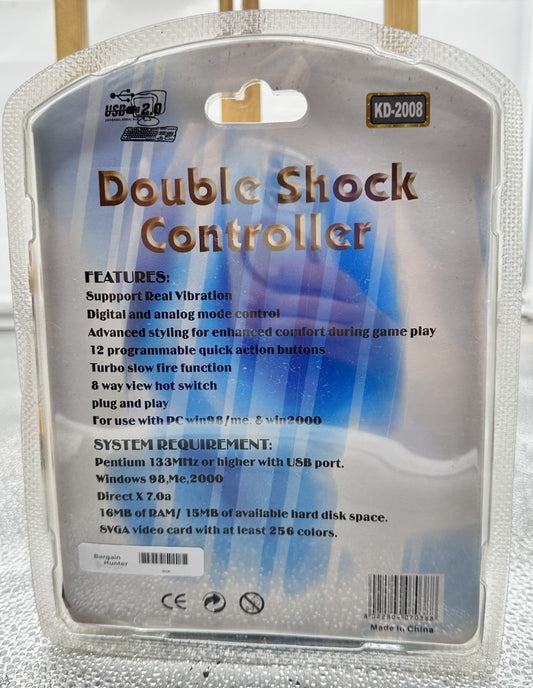 USB 2.0
KD-2008
Double Shock
Controller
FEATURES:
Suppport Real Vibration
Digital and analog mode control
Advanced styling for enhanced comfort during game play
12 programmable quick action buttons
Turbo slow fire function
8 way view hot switch
plug and play
For use with PC win98/me. & win2000
SYSTEM REQUIREMENT:
Pentium 133MHz or higher with USB port.
Windows 98,Me,2000
Direct X 7.0a
16MB of RAM/ 15MB of available hard disk space.
SVGA video card with at least 256 colors.
Bargain
Hunter
CE
Made in China